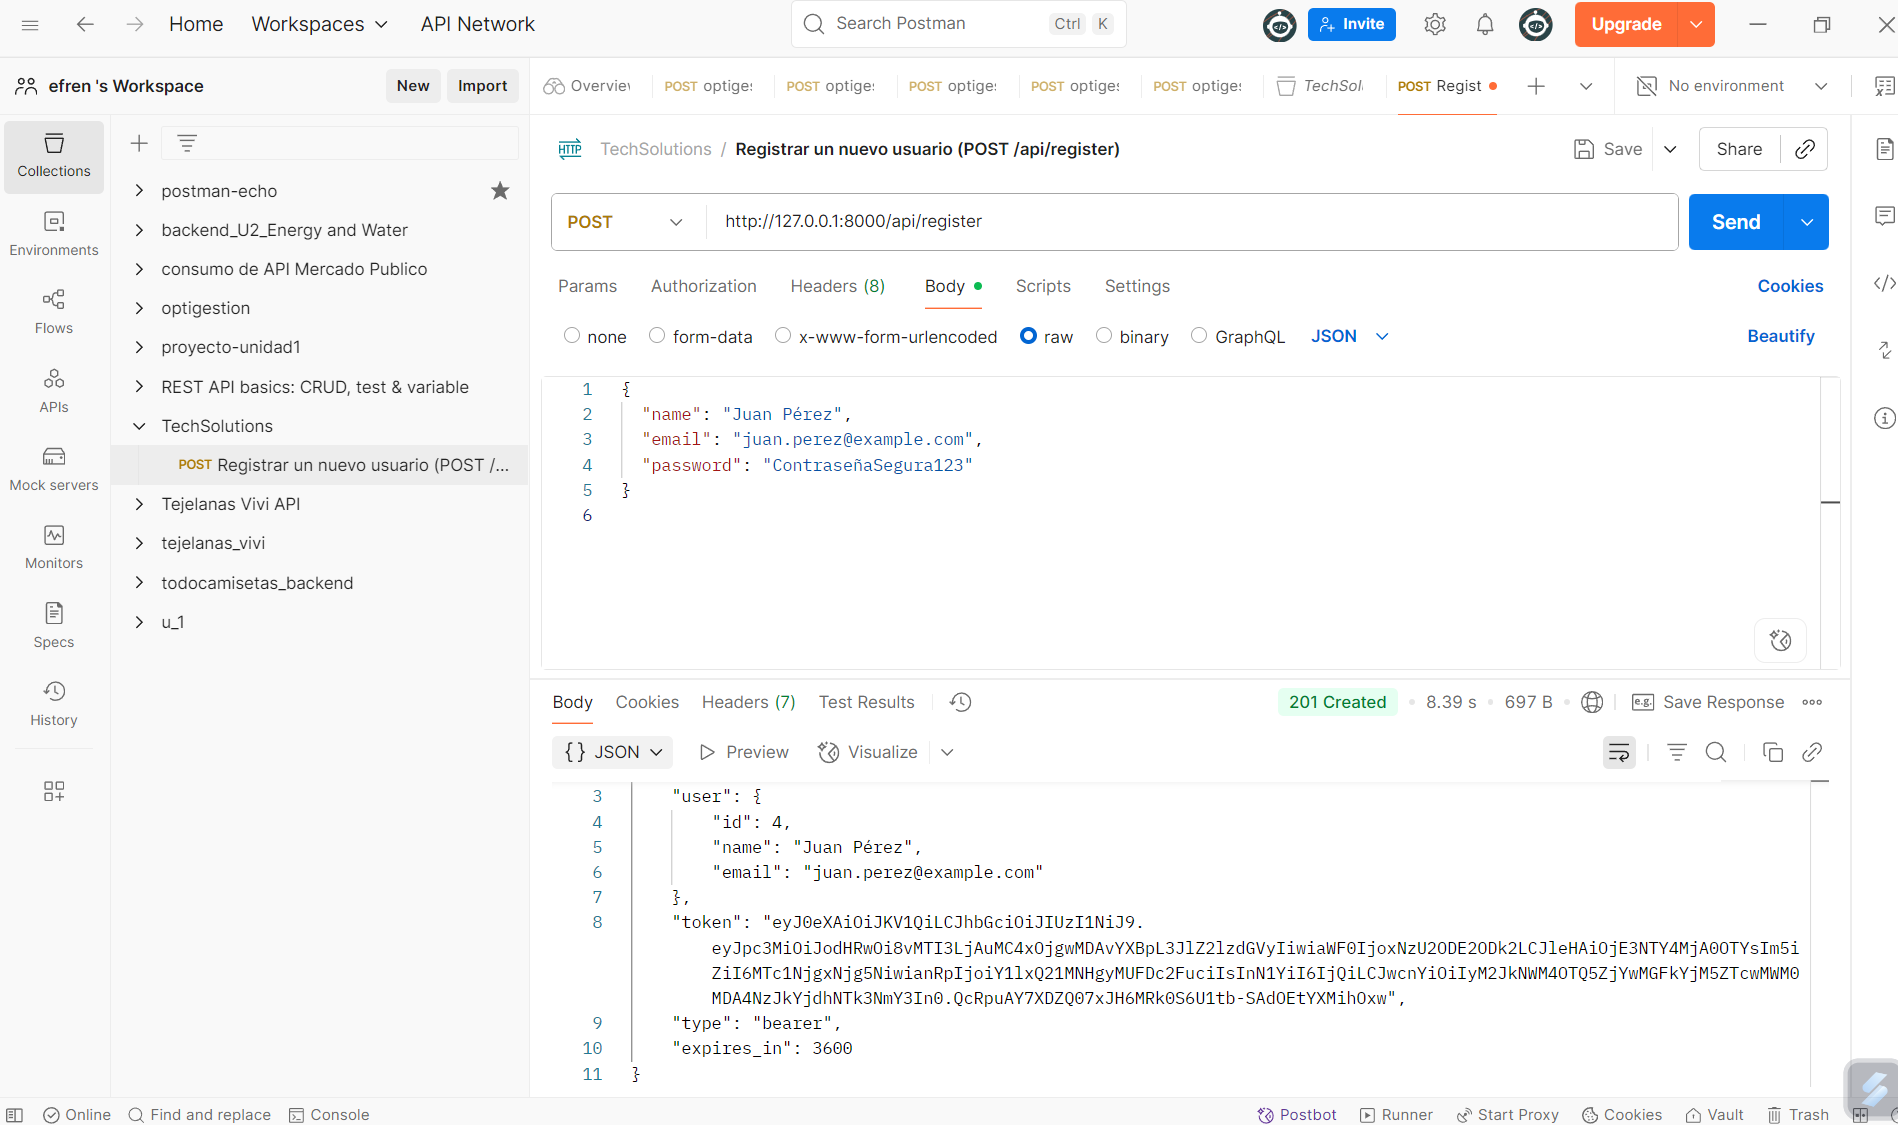 Home
Workspaces
API Network
Search Postman
Ctrl K
Invite
Upgrade
efren 's Workspace
New
Import
Overvie
POST optige
POST optige
POST optige
POST optige
POST optige
TechSol
POST Regist
No environment
Collections
Environments
Flows
APIs
Mock servers
Monitors
Specs
History
postman-echo
backend_U2_Energy and Water
consumo de API Mercado Publico
optigestion
proyecto-unidad1
REST API basics: CRUD, test & variable
TechSolutions
POST Registrar un nuevo usuario (POST /...
Tejelanas Vivi API
tejelanas_vivi
todocamisetas_backend
u_1
HTTP TechSolutions / Registrar un nuevo usuario (POST /api/register)
Save
Share
POST
http://127.0.0.1:8000/api/register
Send
Params Authorization Headers (8) Body Scripts Settings
Cookies
none form-data x-www-form-urlencoded raw binary GraphQL JSON
Beautify
1 {
2 "name": "Juan Pérez",
3 "email": "juan.perez@example.com",
4 "password": "ContraseñaSegura123"
5 }
6
Body Cookies Headers (7) Test Results
201 Created • 8.39 s • 697 B
e.g. Save Response
{} JSON Preview Visualize
3 "user": {
4 "id": 4,
5 "name": "Juan Pérez",
6 "email": "juan.perez@example.com"
7 },
8 "token": "eyJ0eXAiOiJKV1QiLCJhbGciOiJIUzI1NiJ9.
eyJpc3MiOiJodHRwOi8vMTI3LjAuMC4xOjgwMDAvYXBpL3JlZ2lzdGVyIiwiaWF0IjoxNzU2ODE2ODk2LCJleHAiOjE3NTY4MjA0OTYsIm5i
ZiI6MTc1NjgxNjg5NiwianRpIjoiY1lxQ21MNHgyMUFDc2FuciIsInN1YiI6IjQiLCJwcnYiOiIyM2JkNWM4OTQ5ZjYwMGFkYjM5ZTcwMWM0
MDA4NzJkYjdhNTk3NmY3In0.QcRpuAY7XDZQ07xJH6MRk0S6U1tb-SAdOEtYXMihOxw",
9 "type": "bearer",
10 "expires_in": 3600
11 }
Online
Find and replace
Console
Postbot
Runner
Start Proxy
Cookies
Vault
Trash